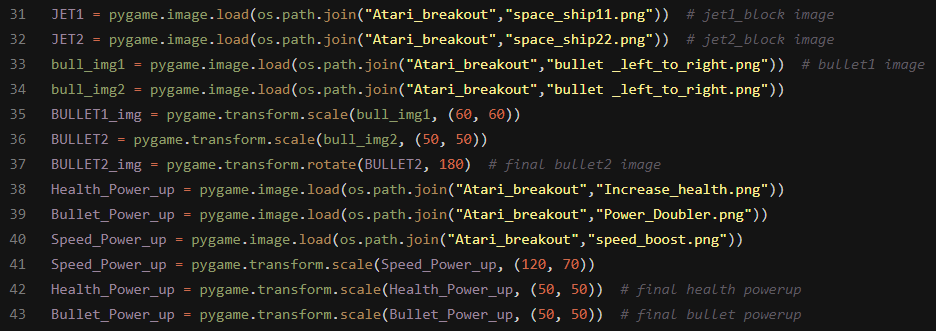 31 JET1 = pygame.image.load(os.path.join("Atari_breakout","space_ship11.png"))  # jet1_block image
32 JET2 = pygame.image.load(os.path.join("Atari_breakout","space_ship22.png"))  # jet2_block image
33 bull_img1 = pygame.image.load(os.path.join("Atari_breakout","bullet _left_to_right.png"))  # bullet1 image
34 bull_img2 = pygame.image.load(os.path.join("Atari_breakout","bullet _left_to_right.png"))
35 BULLET1_img = pygame.transform.scale(bull_img1, (60, 60))
36 BULLET2 = pygame.transform.scale(bull_img2, (50, 50))
37 BULLET2_img = pygame.transform.rotate(BULLET2, 180)  # final bullet2 image
38 Health_Power_up = pygame.image.load(os.path.join("Atari_breakout","Increase_health.png"))
39 Bullet_Power_up = pygame.image.load(os.path.join("Atari_breakout","Power_Doubler.png"))
40 Speed_Power_up = pygame.image.load(os.path.join("Atari_breakout","speed_boost.png"))
41 Speed_Power_up = pygame.transform.scale(Speed_Power_up, (120, 70))
42 Health_Power_up = pygame.transform.scale(Health_Power_up, (50, 50))  # final health powerup
43 Bullet_Power_up = pygame.transform.scale(Bullet_Power_up, (50, 50))  # final bullet powerup